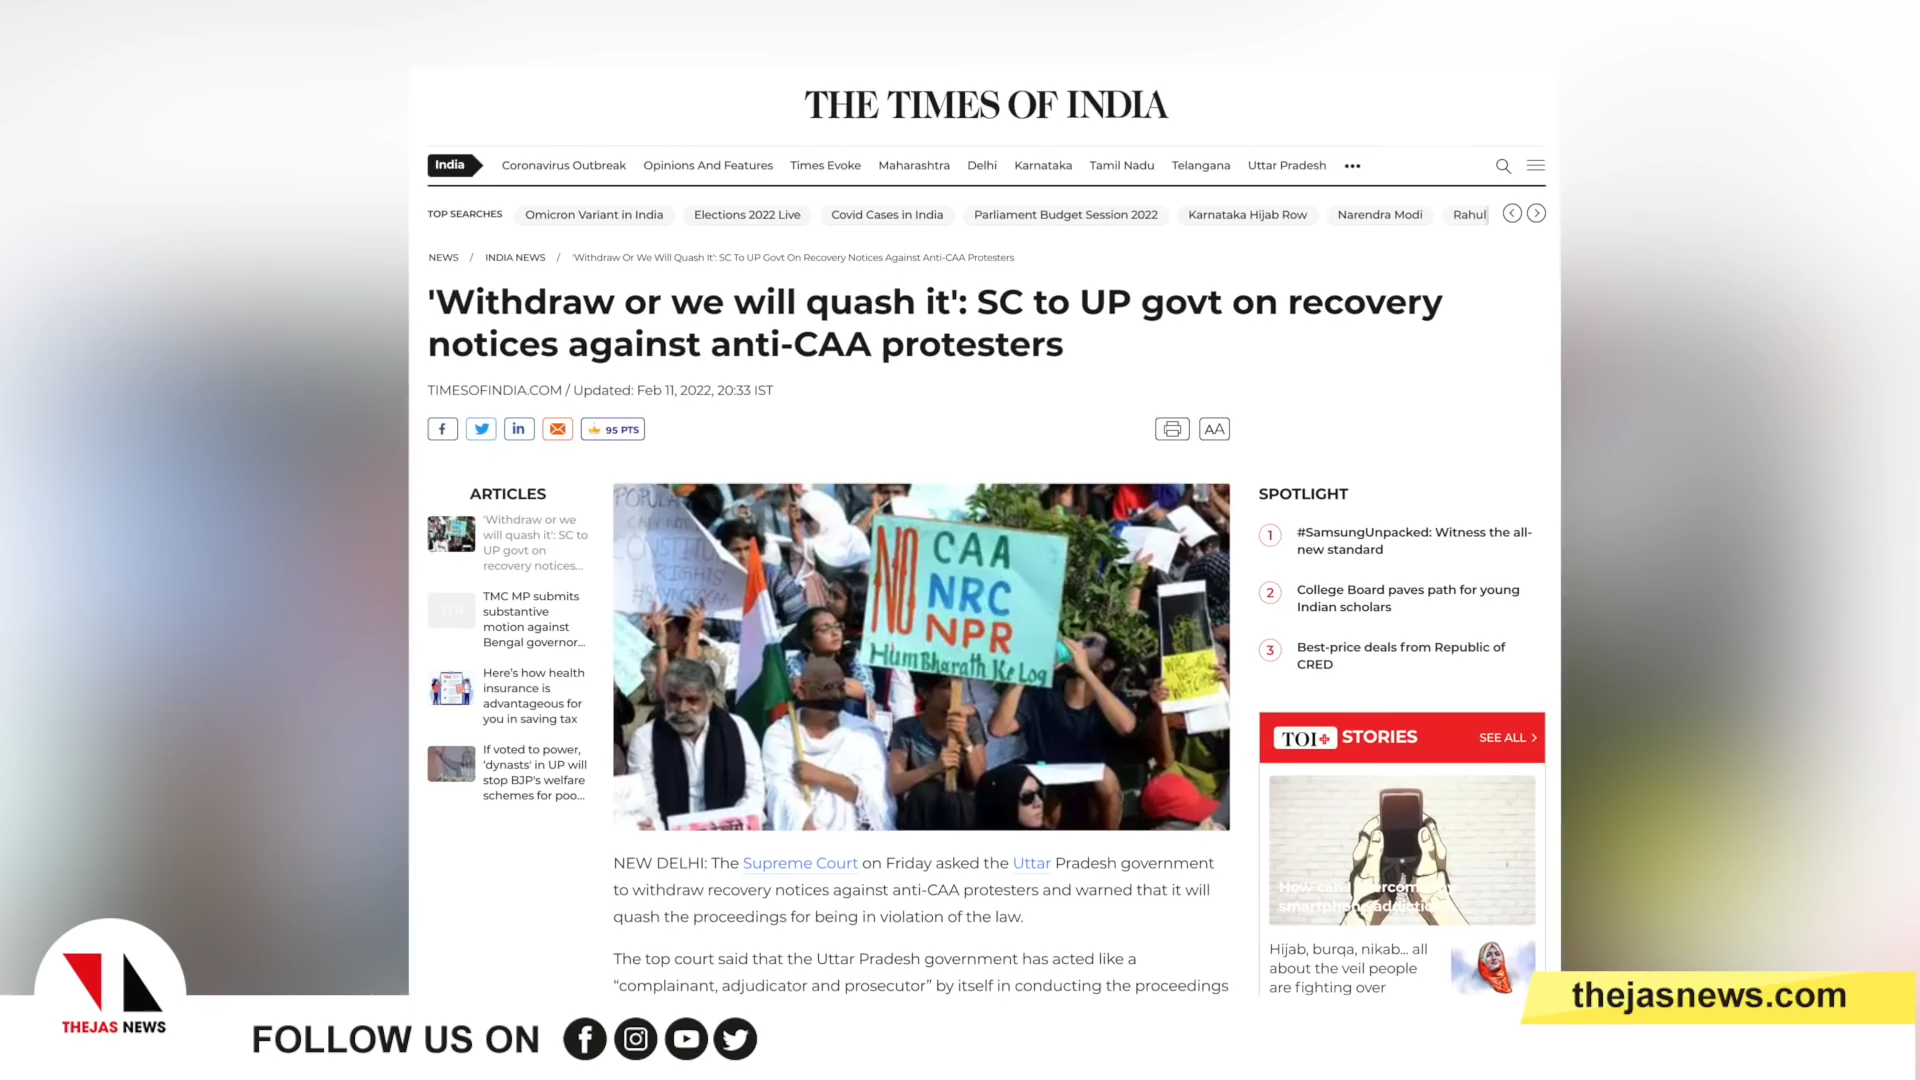 THE TIMES OF INDIA
India
Coronavirus Outbreak
Opinions And Features
Times Evoke
Maharashtra
Delhi
Karnataka
Tamil Nadu
Telangana
Uttar Pradesh
TOP SEARCHES
Omicron Variant in India
Elections 2022 Live
Covid Cases in India
Parliament Budget Session 2022
Karnataka Hijab Row
Narendra Modi
Rahul
NEWS / INDIA NEWS / 'Withdraw Or We Will Quash It': SC To UP Govt On Recovery Notices Against Anti-CAA Protesters
'Withdraw or we will quash it': SC to UP govt on recovery
notices against anti-CAA protesters
TIMESOFINDIA.COM / Updated: Feb 11, 2022, 20:33 IST
95 PTS
AA
ARTICLES
'Withdraw or we
will quash it': SC to
UP govt on
recovery notices...
TMC MP submits
substantive
motion against
Bengal governor...
Here's how health
insurance is
advantageous for
you in saving tax
If voted to power,
'dynasts' in UP will
stop BJP's welfare
schemes for poo...
NO CAA
NRC
NPR
Hum Bharath Ke Log
NEW DELHI: The Supreme Court on Friday asked the Uttar Pradesh government
to withdraw recovery notices against anti-CAA protesters and warned that it will
quash the proceedings for being in violation of the law.
The top court said that the Uttar Pradesh government has acted like a
“complainant, adjudicator and prosecutor” by itself in conducting the proceedings
SPOTLIGHT
1
#SamsungUnpacked: Witness the all-
new standard
2
College Board paves path for young
Indian scholars
3
Best-price deals from Republic of
CRED
TOI+ STORIES
SEE ALL
Hijab, burqa, nikab... all
about the veil people
are fighting over
THEJAS NEWS
FOLLOW US ON
thejasnews.com